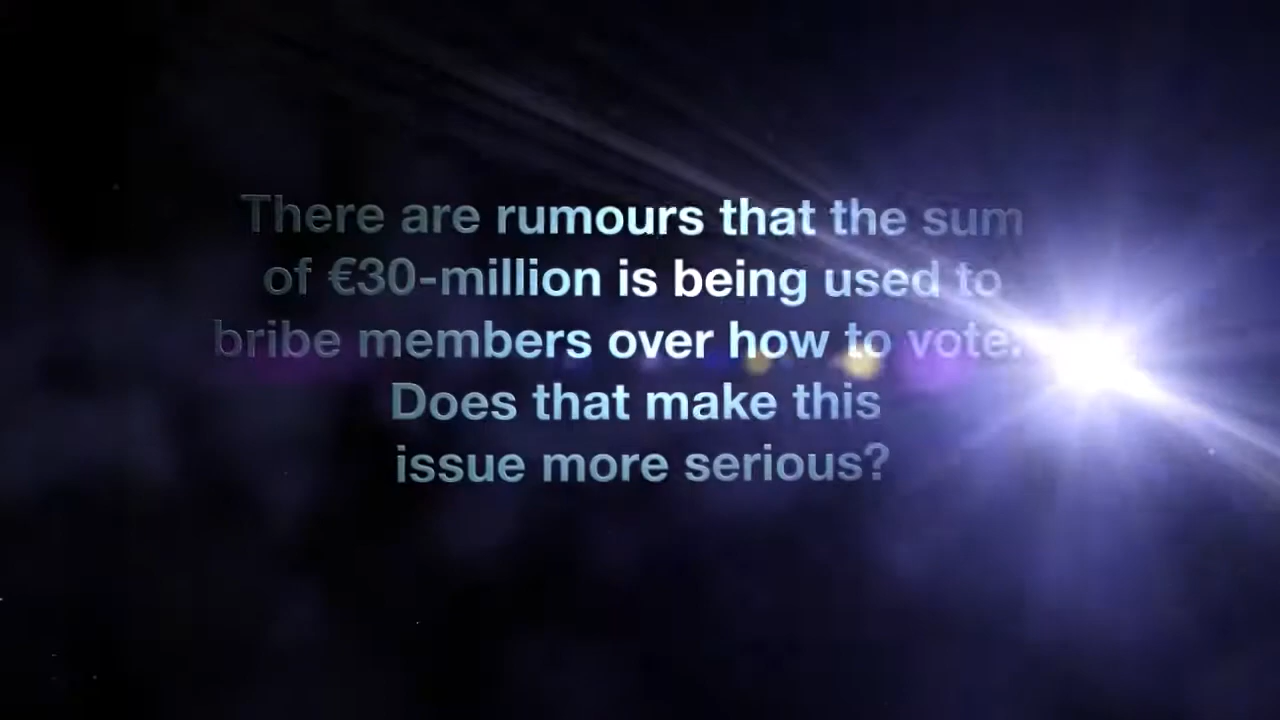 There are rumours that the sum
of €30-million is being used to
bribe members over how to vote.
Does that make this
issue more serious?